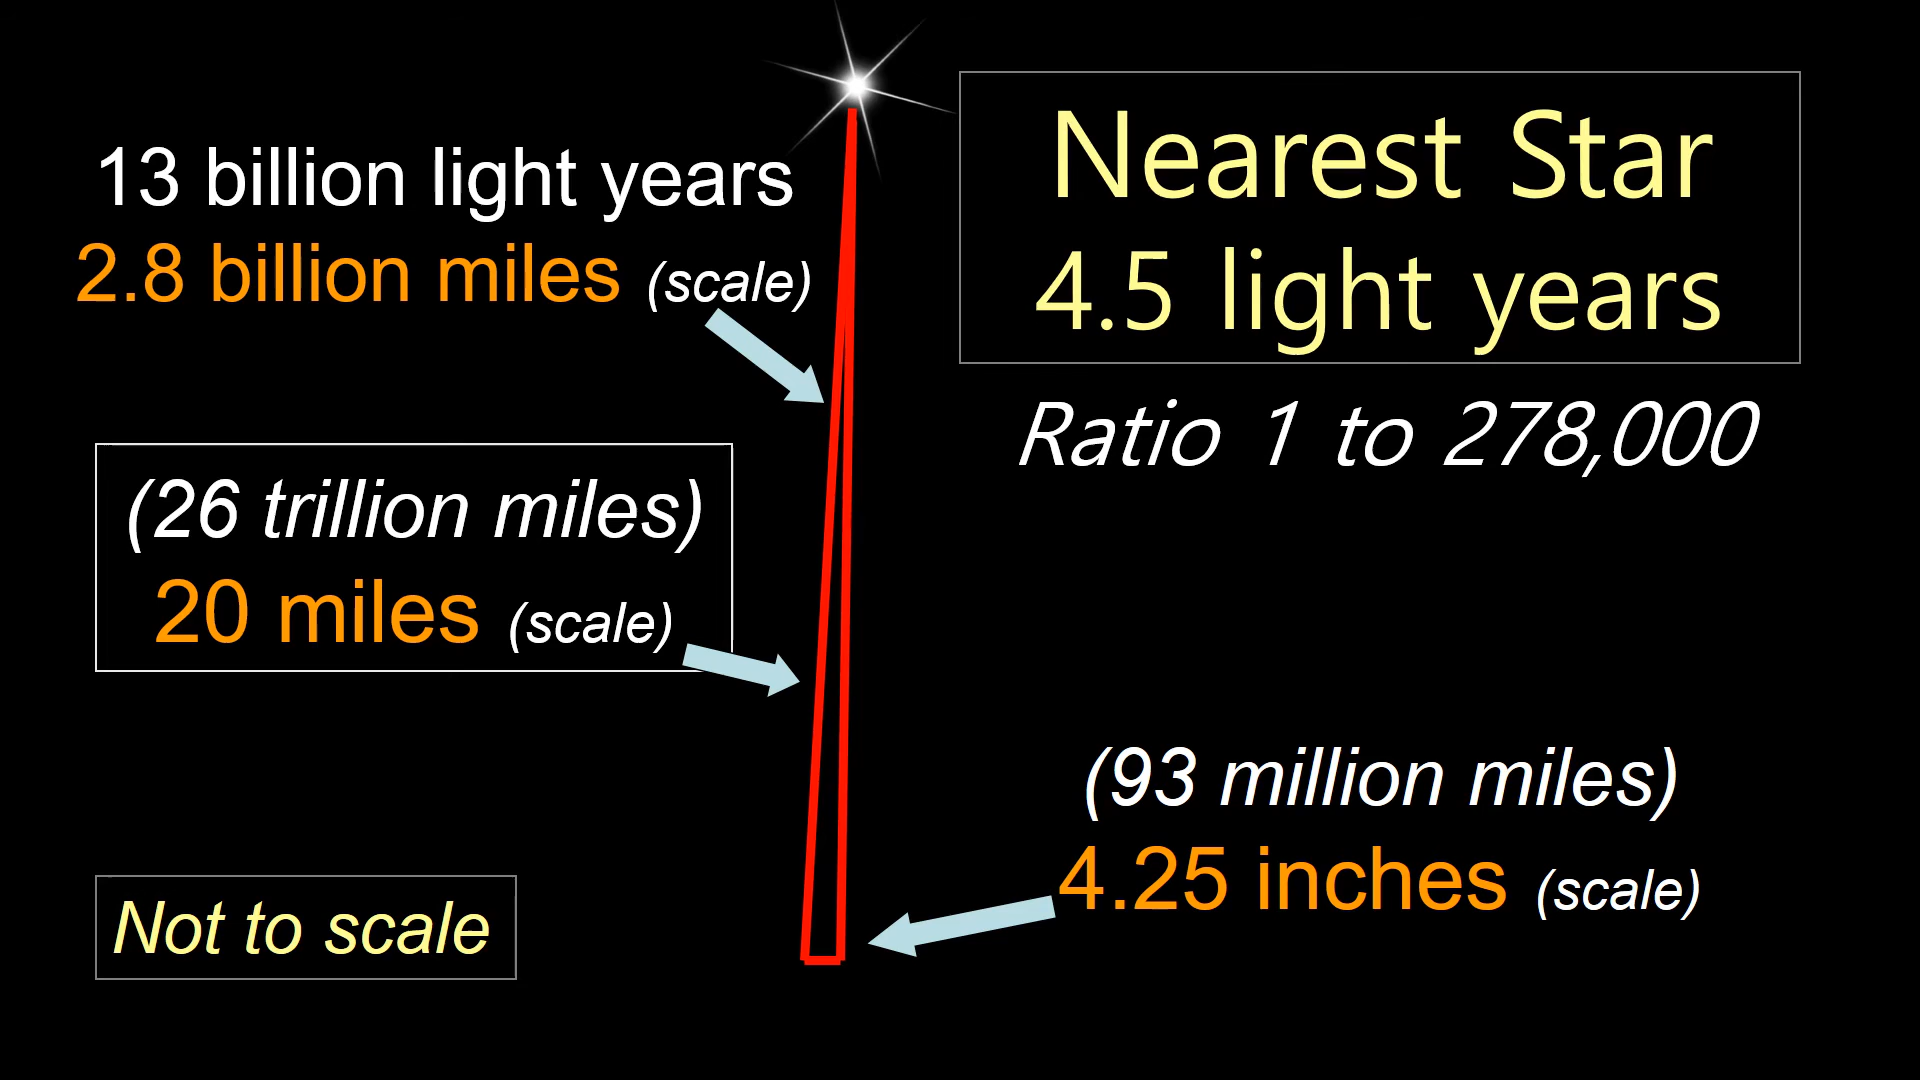 13 billion light years
2.8 billion miles (scale)
Nearest Star
4.5 light years
Ratio 1 to 278,000
(26 trillion miles)
20 miles (scale)
(93 million miles)
4.25 inches (scale)
Not to scale